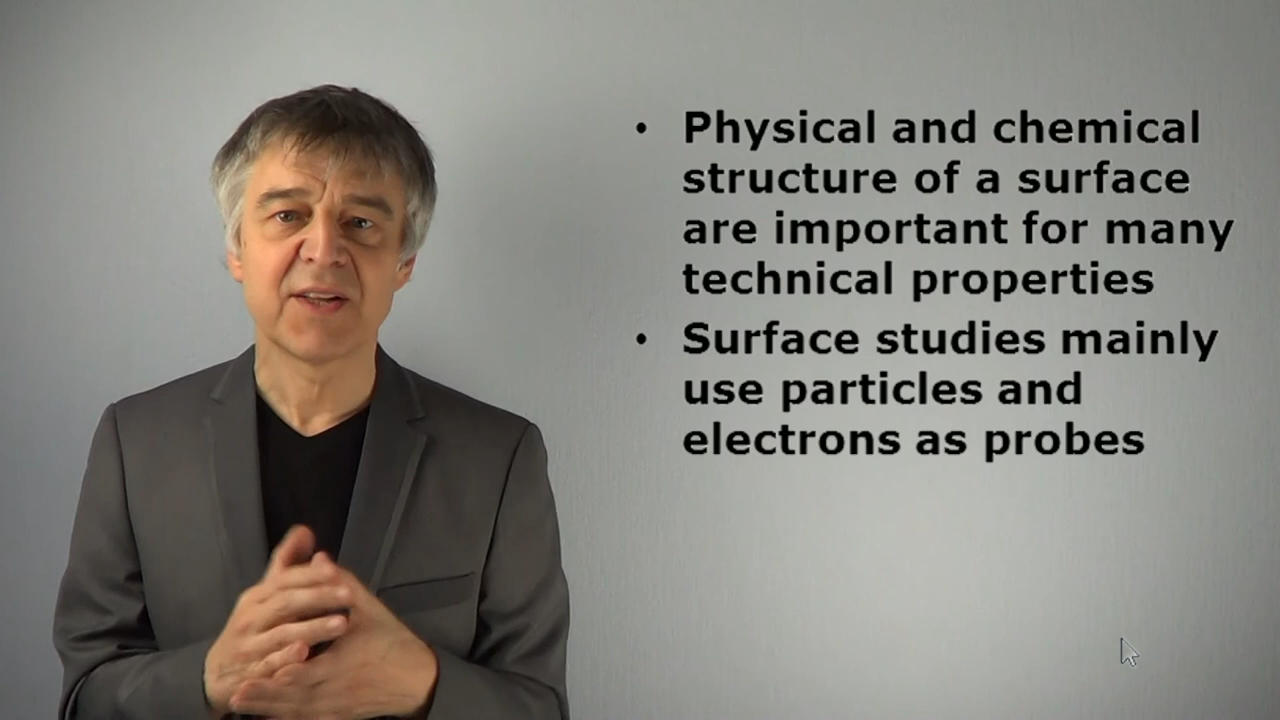 • Physical and chemical
structure of a surface
are important for many
technical properties
• Surface studies mainly
use particles and
electrons as probes